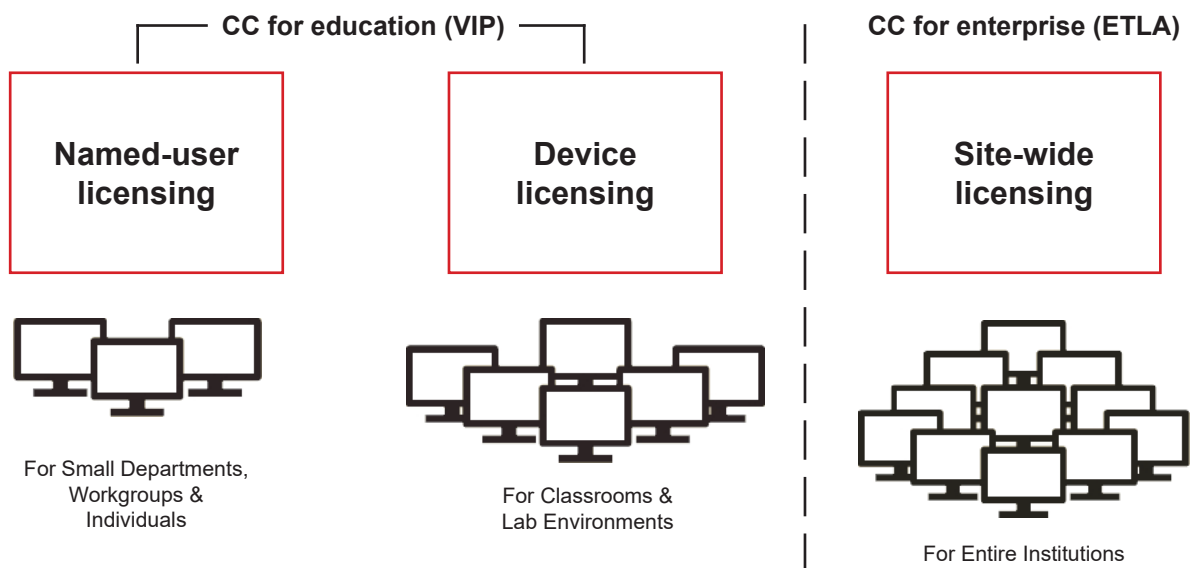 CC for education (VIP)
CC for enterprise (ETLA)
Named-user
licensing
Device
licensing
Site-wide
licensing
For Small Departments,
Workgroups &
Individuals
For Classrooms &
Lab Environments
For Entire Institutions